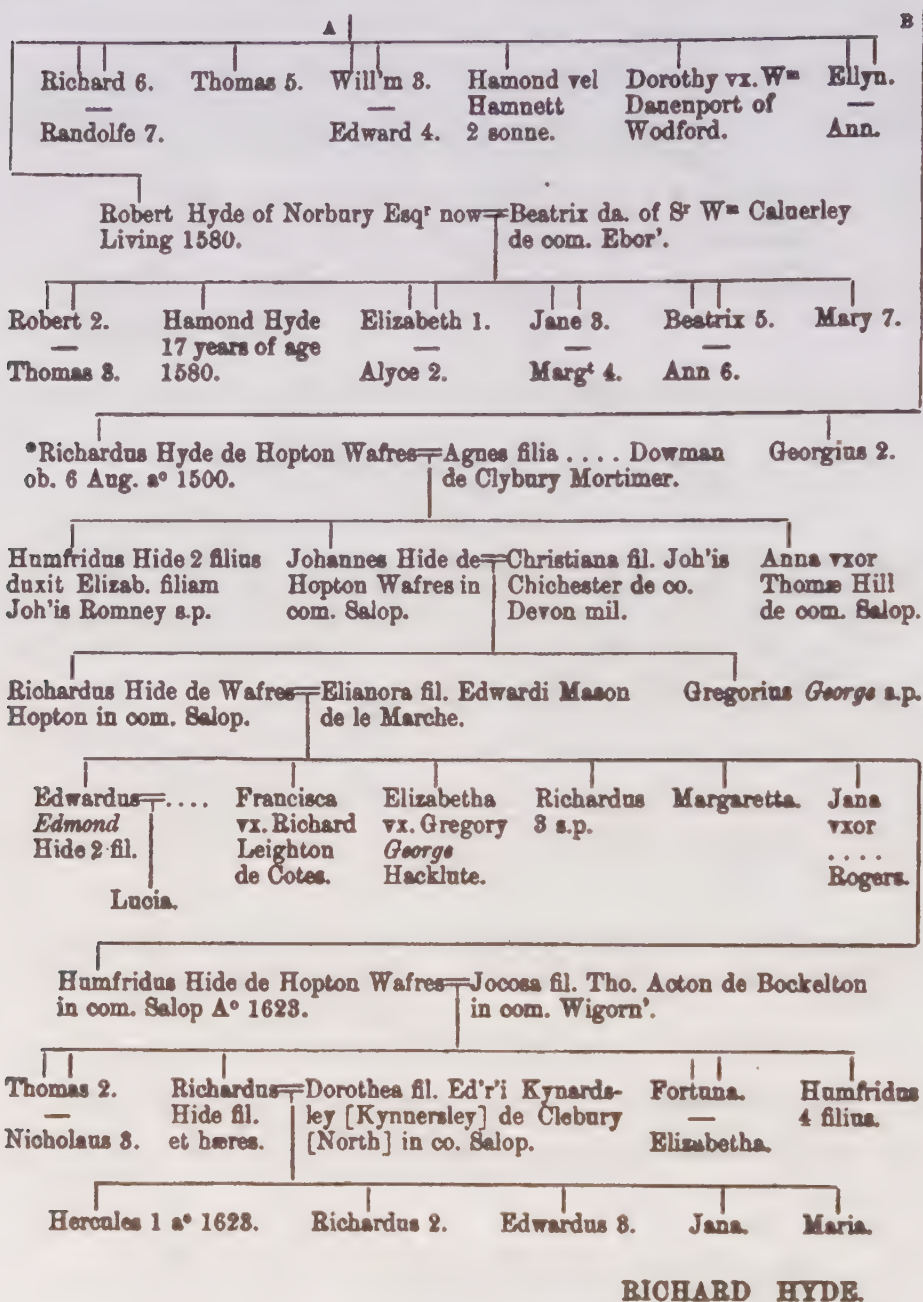 A B
Richard 6. Thomas 5. Will'm 3. Hamond vel Dorothy vx. Wm Ellyn.
— — Hamnett Danenport of —
Randolfe 7. Edward 4. 2 sonne. Wodford. Ann.
Robert Hyde of Norbury Esqr now = Beatrix da. of Sr Wm Caluerley
Living 1580. de com. Ebor'.
Robert 2. Hamond Hyde Elizabeth 1. Jane 3. Beatrix 5. Mary 7.
— 17 years of age — — —
Thomas 3. 1580. Alyce 2. Margt 4. Ann 6.
*Richardus Hyde de Hopton Wafres = Agnes filia .... Dowman Georgius 2.
ob. 6 Aug. ao 1500. de Clybury Mortimer.
Humfridus Hide 2 filius Johannes Hide de = Christiana fil. Joh'is Anna vxor
duxit Elizab. filiam Hopton Wafres in Chichester de co. Thomæ Hill
Joh'is Romney s.p. com. Salop. Devon mil. de com. Salop.
Richardus Hide de Wafres = Elianora fil. Edwardi Mason Gregorius George s.p.
Hopton in com. Salop. de le Marche.
Edwardus = .... Francisca Elizabetha Richardus Margaretta. Jana
Edmond vx. Richard vx. Gregory 3 s.p. vxor
Hide 2 fil. Leighton George ....
de Cotes. Hacklute. Rogers.
Lucia.
Humfridus Hide de Hopton Wafres = Jocosa fil. Tho. Acton de Bockelton
in com. Salop Ao 1623. in com. Wigorn'.
Thomas 2. Richardus = Dorothea fil. Ed'r'i Kynards- Fortuna. Humfridus
— Hide fil. ley [Kynnersley] de Clebury — 4 filius.
Nicholaus 3. et hæres. [North] in co. Salop. Elizabetha.
Hercules 1 ao 1623. Richardus 2. Edwardus 3. Jana. Maria.
RICHARD HYDE.